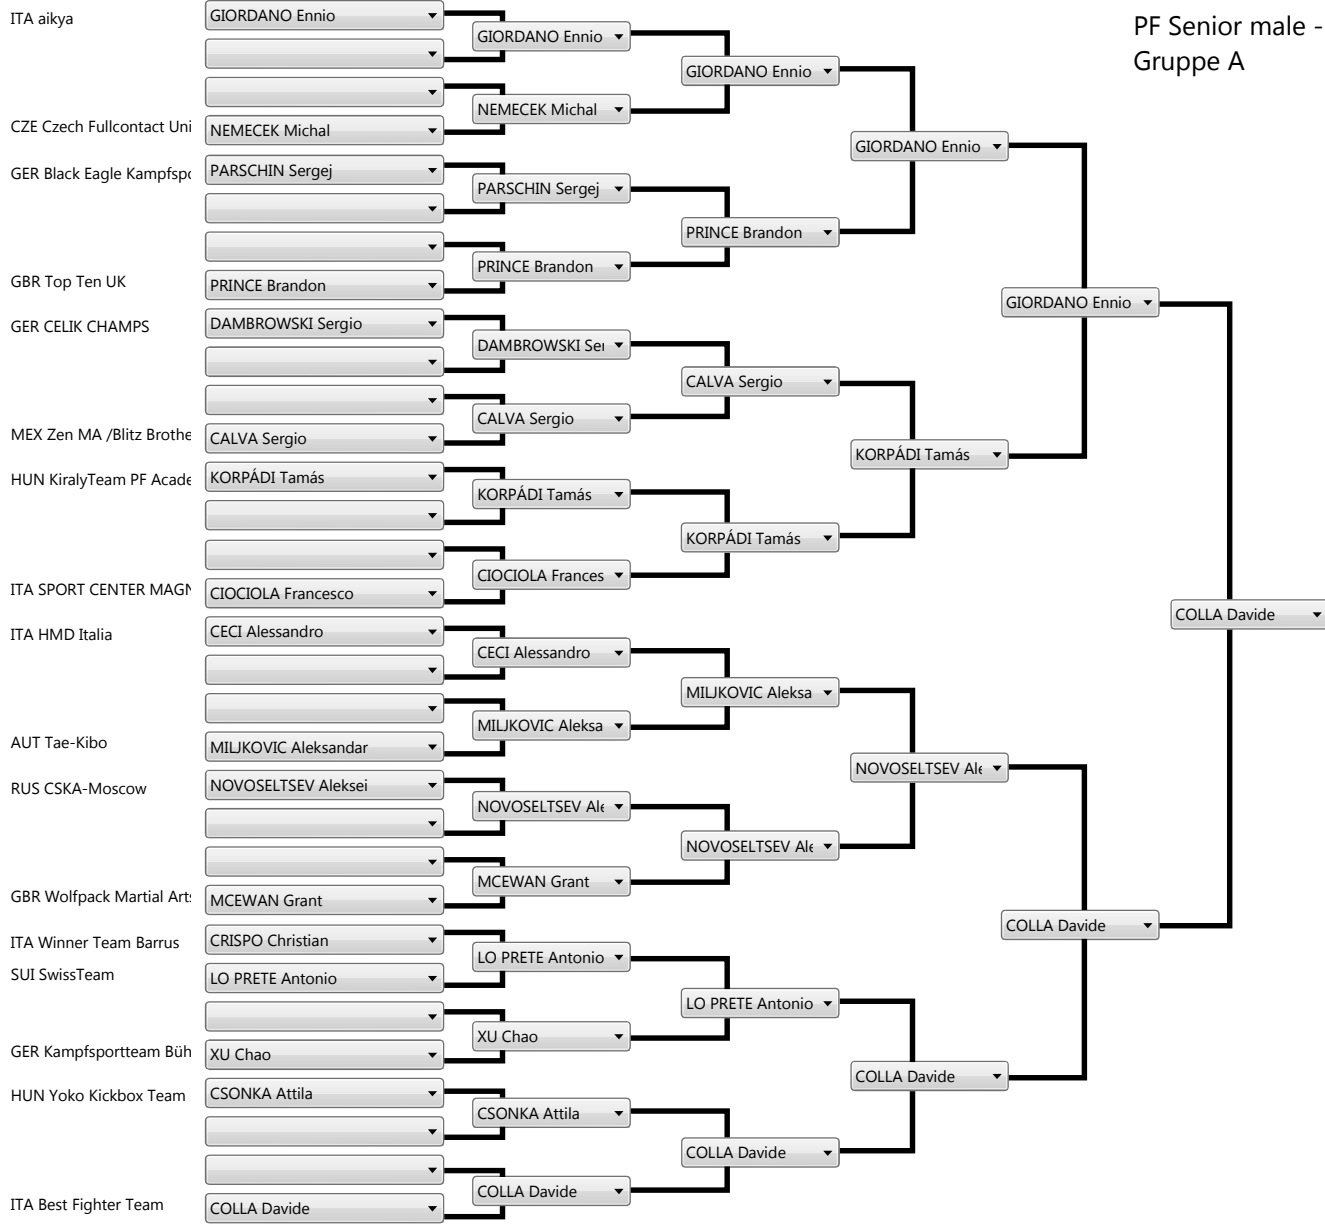 PF Senior male -
Gruppe A
ITA aikya
GIORDANO Ennio
CZE Czech Fullcontact Uni
NEMECEK Michal
GER Black Eagle Kampfspo
PARSCHIN Sergej
GBR Top Ten UK
PRINCE Brandon
GER CELIK CHAMPS
DAMBROWSKI Sergio
MEX Zen MA /Blitz Brothe
CALVA Sergio
HUN KiralyTeam PF Acade
KORPÁDI Tamás
ITA SPORT CENTER MAGN
CIOCIOLA Francesco
ITA HMD Italia
CECI Alessandro
AUT Tae-Kibo
MILJKOVIC Aleksandar
RUS CSKA-Moscow
NOVOSELTSEV Aleksei
GBR Wolfpack Martial Arts
MCEWAN Grant
ITA Winner Team Barrus
CRISPO Christian
SUI SwissTeam
LO PRETE Antonio
GER Kampfsportteam Büh
XU Chao
HUN Yoko Kickbox Team
CSONKA Attila
ITA Best Fighter Team
COLLA Davide
GIORDANO Ennio
NEMECEK Michal
PARSCHIN Sergej
PRINCE Brandon
DAMBROWSKI Ser
CALVA Sergio
KORPÁDI Tamás
CIOCIOLA Frances
CECI Alessandro
MILJKOVIC Aleksa
NOVOSELTSEV Ale
MCEWAN Grant
LO PRETE Antonio
XU Chao
CSONKA Attila
COLLA Davide
GIORDANO Ennio
PRINCE Brandon
CALVA Sergio
KORPÁDI Tamás
MILJKOVIC Aleksa
NOVOSELTSEV Ale
LO PRETE Antonio
COLLA Davide
GIORDANO Ennio
KORPÁDI Tamás
NOVOSELTSEV Ale
COLLA Davide
GIORDANO Ennio
COLLA Davide
COLLA Davide